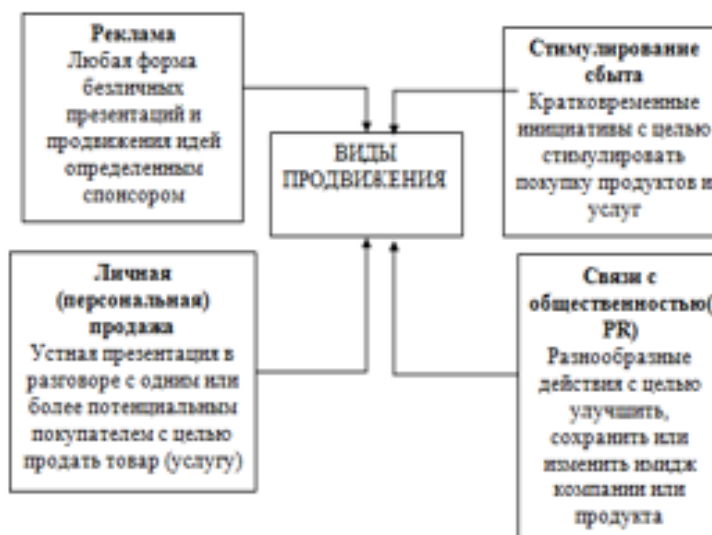 Реклама
Любая форма
безличных
презентаций и
продвижения идей
определенным
спонсором
Стимулирование
сбыта
Кратковременные
инициативы с целью
стимулировать
покупку продуктов и
услуг
ВИДЫ
ПРОДВИЖЕНИЯ
Личная
(персональная)
продажа
Устная презентация в
разговоре с одним или
более потенциальным
покупателем с целью
продать товар (услугу)
Связи с
общественностью(
PR)
Разнообразные
действия с целью
улучшить,
сохранить или
изменить имидж
компании или
продукта